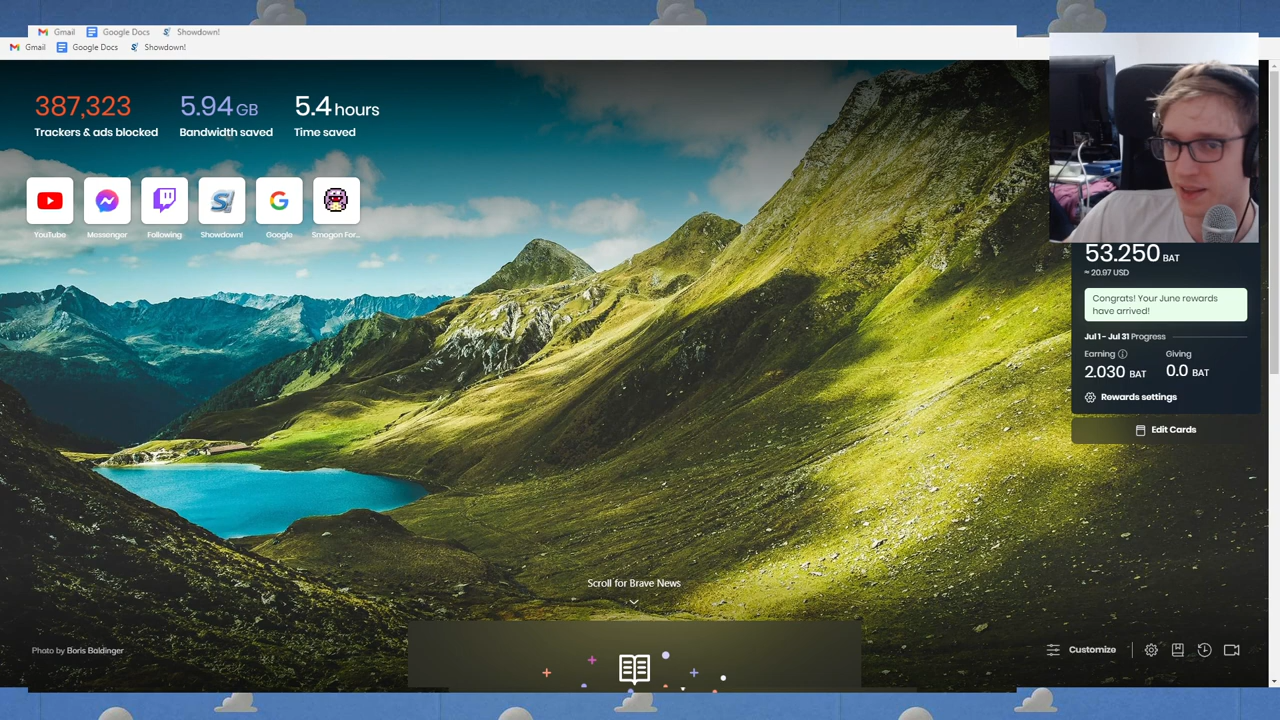 Gmail Google Docs Showdown!
Gmail Google Docs Showdown!
387,323 5.94 GB 5.4 hours
Trackers & ads blocked Bandwidth saved Time saved
YouTube Messenger Following Showdown! Google Smogon For...
53.250 BAT
≈ 20.97 USD
Congrats! Your June rewards
have arrived!
Jul 1 - Jul 31 Progress
Earning Giving
2.030 BAT 0.0 BAT
Rewards settings
Edit Cards
Scroll for Brave News
Photo by Boris Baldinger
Customize